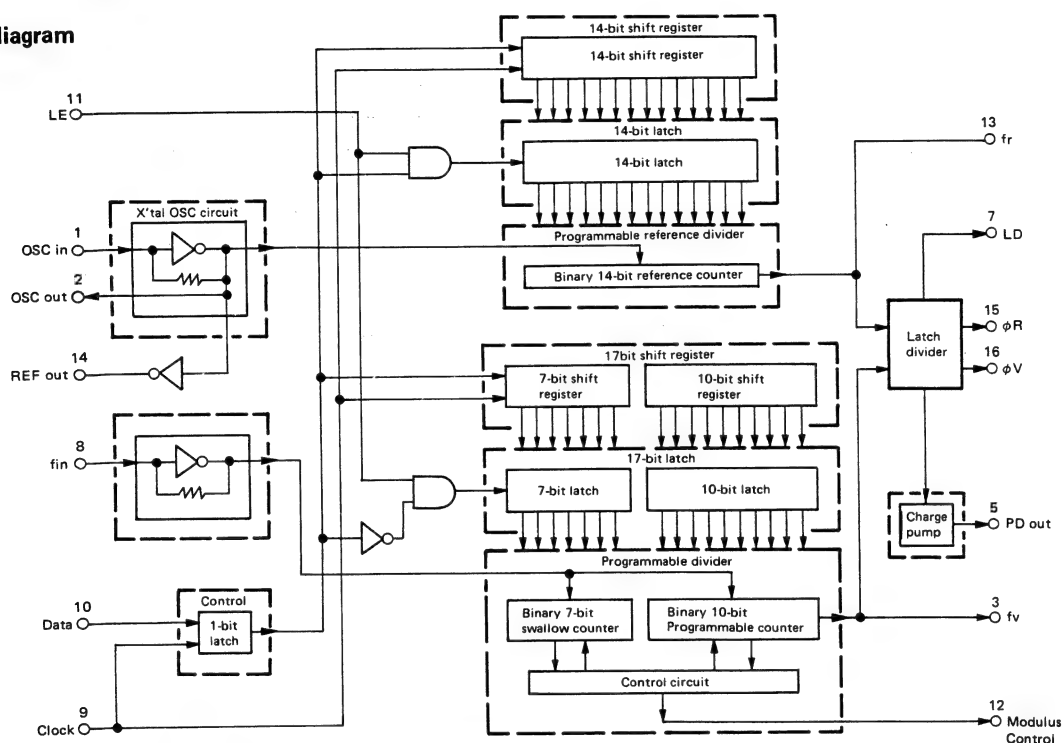 diagram
14-bit shift register
14-bit shift register
11
LE
14-bit latch
14-bit latch
13
fr
X'tal OSC circuit
1
OSC in
2
OSC out
14
REF out
Programmable reference divider
Binary 14-bit reference counter
7
LD
Latch
divider
15
φR
16
φV
17bit shift register
7-bit shift
register
10-bit shift
register
8
fin
17-bit latch
7-bit latch
10-bit latch
Charge
pump
5
PD out
Programmable divider
Binary 7-bit
swallow counter
Binary 10-bit
Programmable counter
3
fv
Control circuit
Control
10
Data
1-bit
latch
9
Clock
12
Modulus
Control